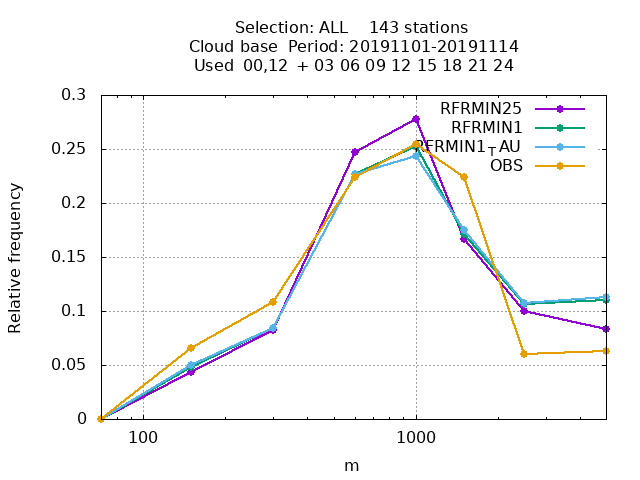 Selection: ALL 143 stations
Cloud base Period: 20191101-20191114
Used 00,12 + 03 06 09 12 15 18 21 24
0.3
0.25
0.2
0.15
0.1
0.05
0
Relative frequency
RFRMIN25
RFRMIN1
RFRMIN1_TAU
OBS
100
1000
m